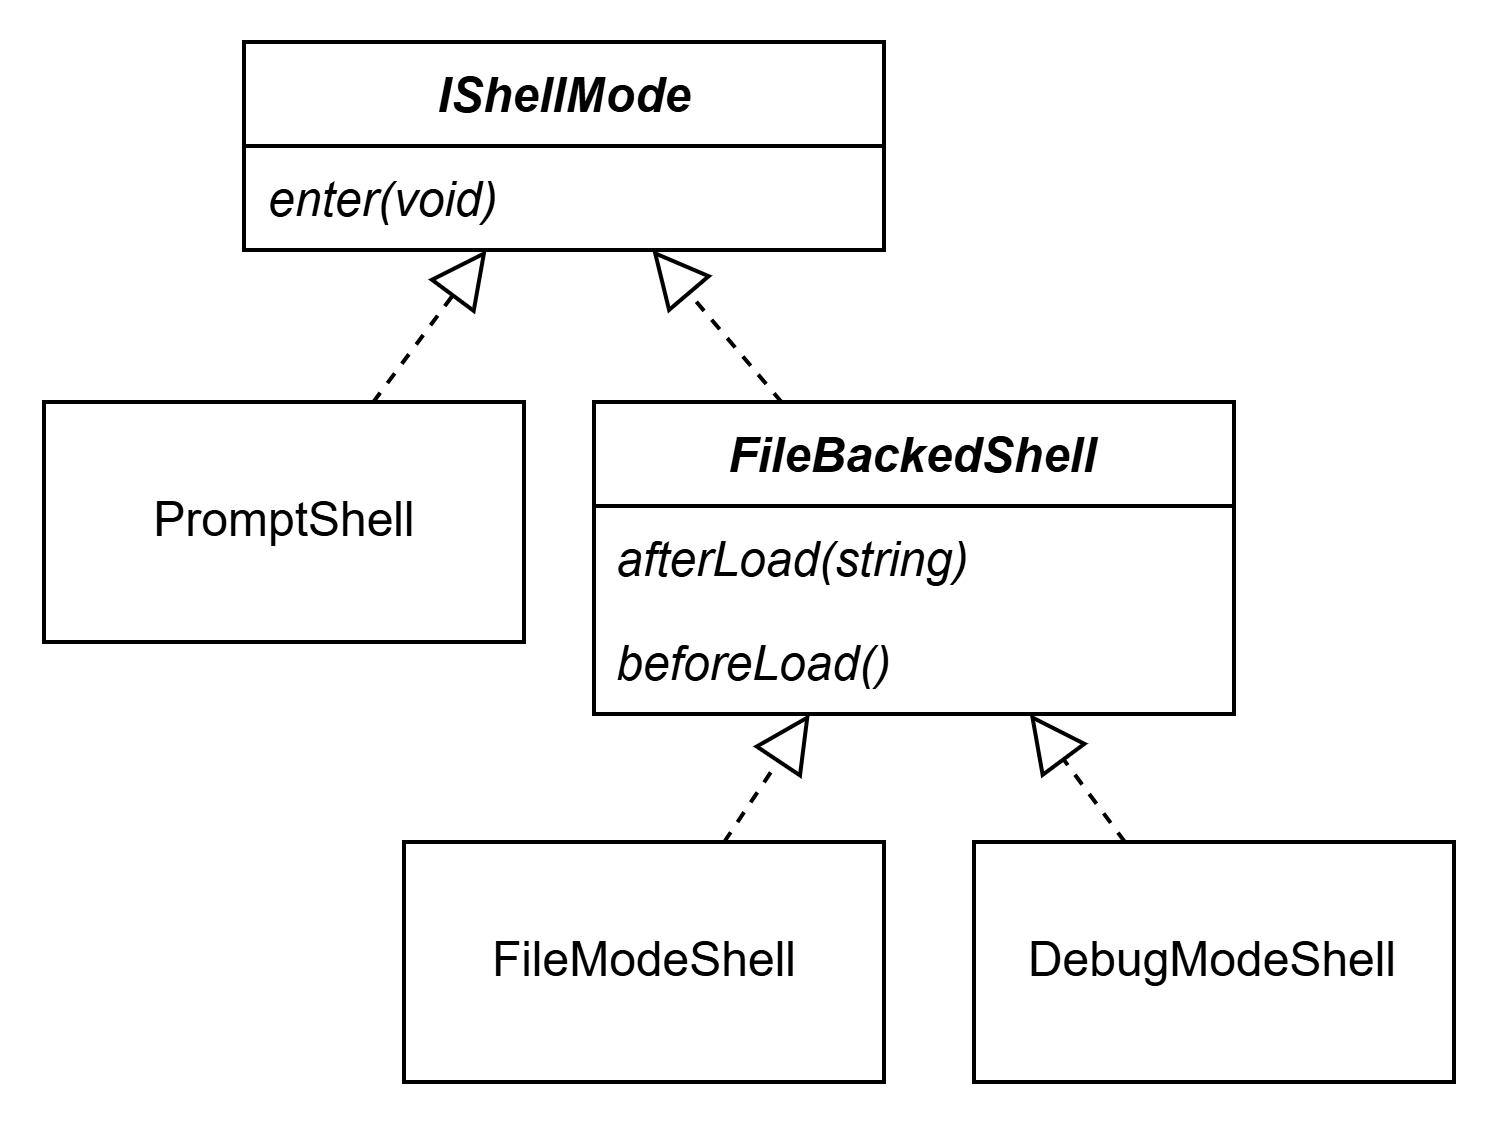 IShellMode
enter(void)
PromptShell
FileBackedShell
afterLoad(string)
beforeLoad()
FileModeShell
DebugModeShell